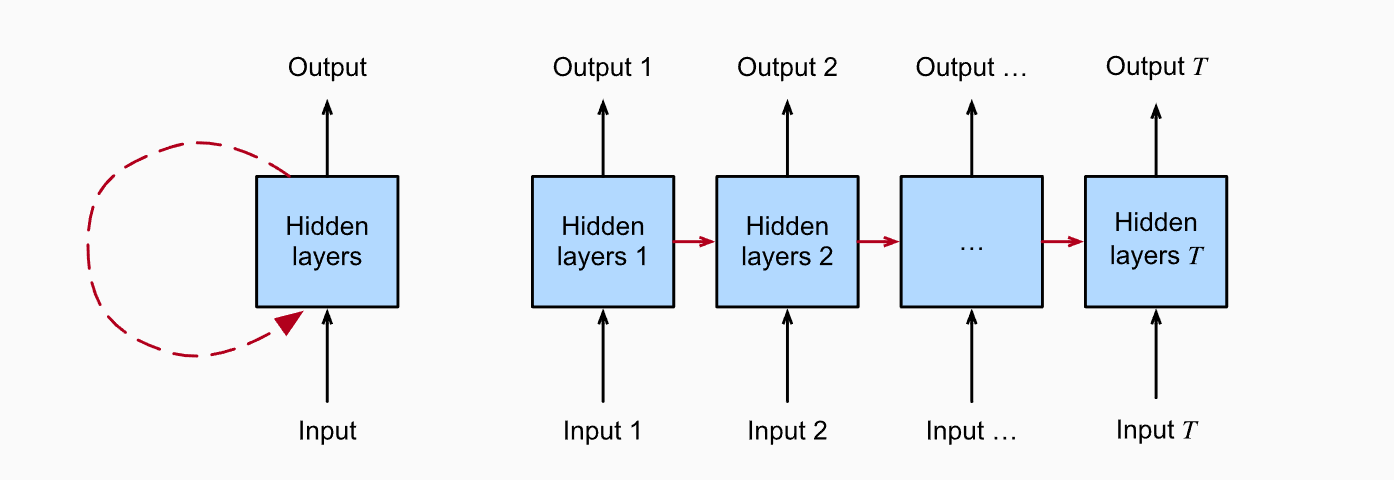 Output
Output 1
Output 2
Output …
Output T
Hidden
layers
Hidden
layers 1
Hidden
layers 2
…
Hidden
layers T
Input
Input 1
Input 2
Input …
Input T